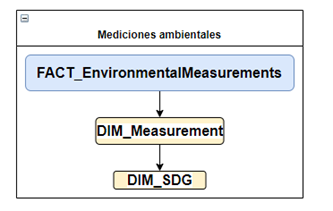 Mediciones ambientales
FACT_EnvironmentalMeasurements
DIM_Measurement
DIM_SDG